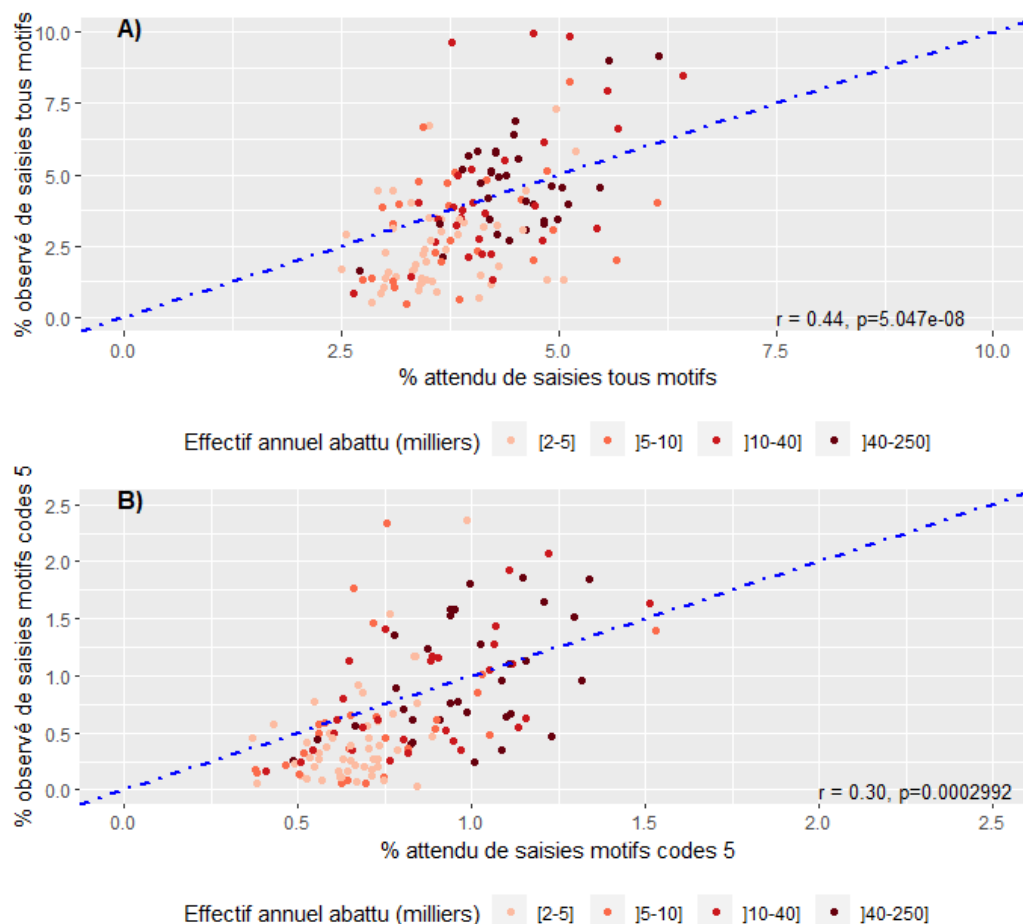 A)
% observé de saisies tous motifs
10.0
7.5
5.0
2.5
0.0
r = 0.44, p=5.047e-08
0.0 2.5 5.0 7.5 10.0
% attendu de saisies tous motifs
Effectif annuel abattu (milliers) [2-5] ]5-10] ]10-40] ]40-250]
B)
% observé de saisies motifs codes 5
2.5
2.0
1.5
1.0
0.5
0.0
r = 0.30, p=0.0002992
0.0 0.5 1.0 1.5 2.0 2.5
% attendu de saisies motifs codes 5
Effectif annuel abattu (milliers) [2-5] ]5-10] ]10-40] ]40-250]